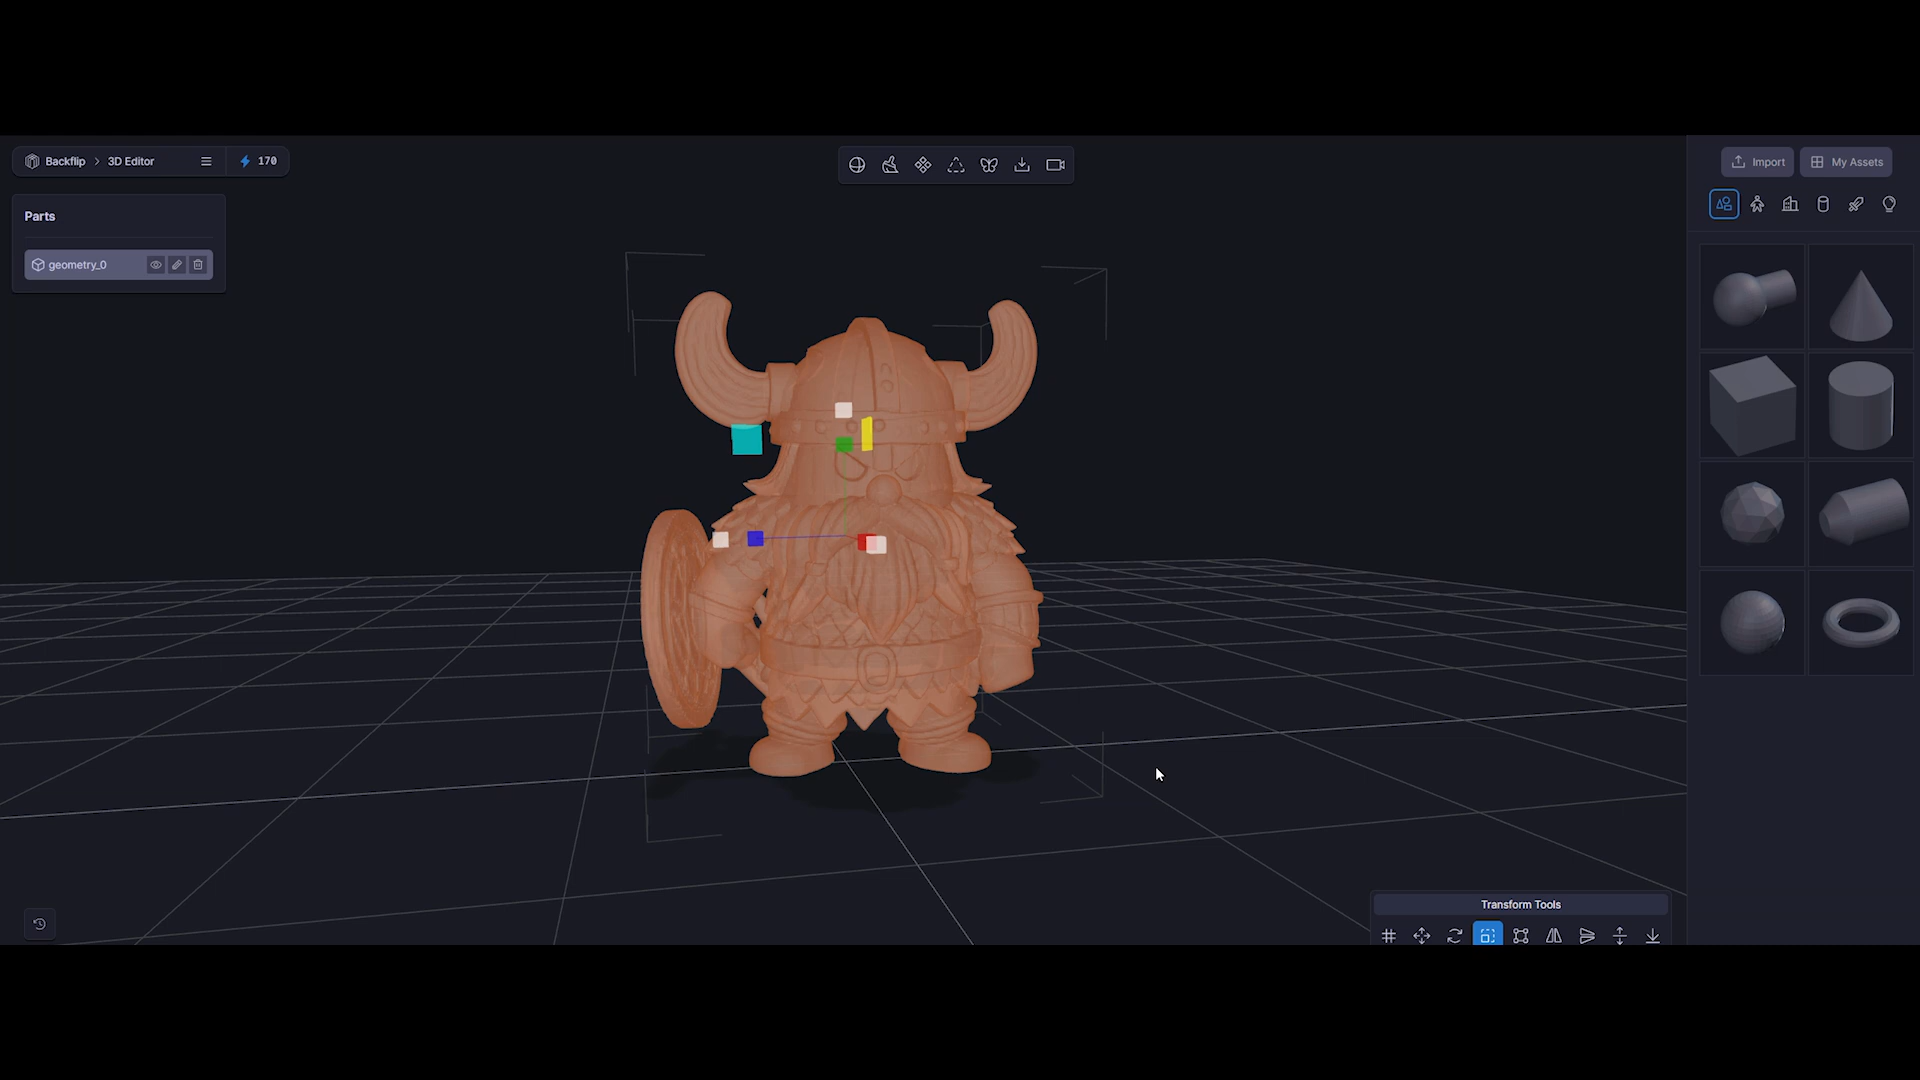 Backflip > 3D Editor
170
Import
My Assets
Parts
geometry_0
Transform Tools